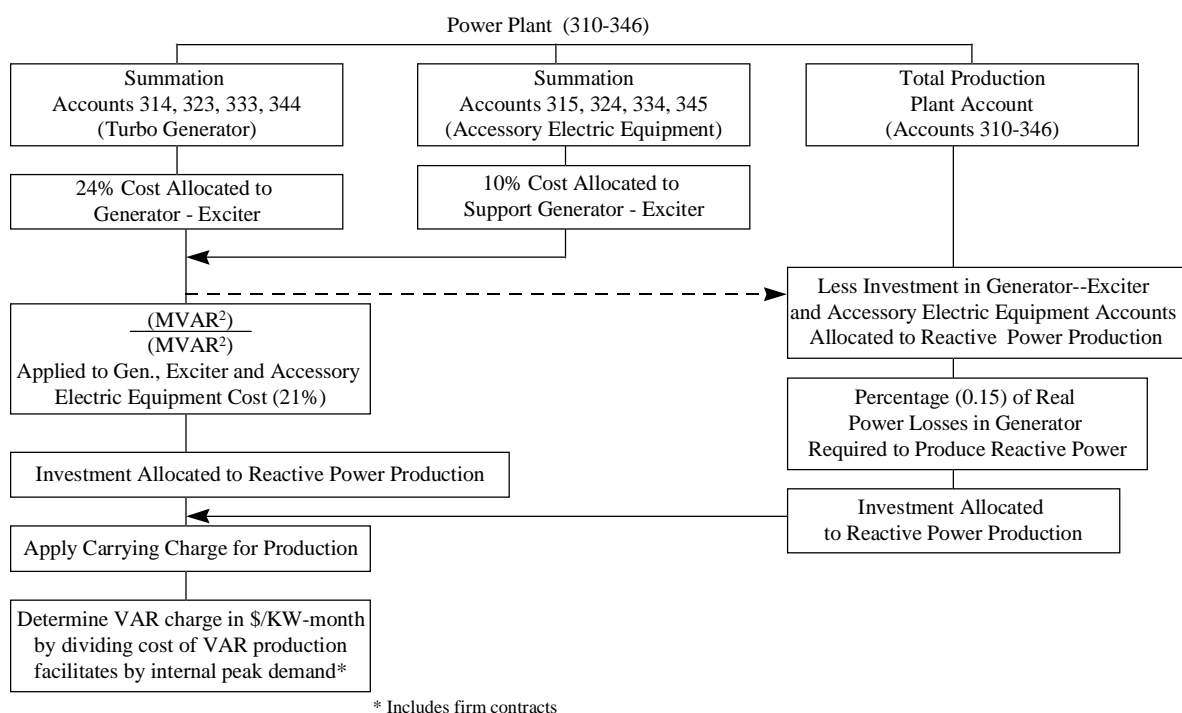 Power Plant (310-346)
Summation
Accounts 314, 323, 333, 344
(Turbo Generator)
Summation
Accounts 315, 324, 334, 345
(Accessory Electric Equipment)
Total Production
Plant Account
(Accounts 310-346)
24% Cost Allocated to
Generator - Exciter
10% Cost Allocated to
Support Generator - Exciter
Less Investment in Generator--Exciter
and Accessory Electric Equipment Accounts
Allocated to Reactive Power Production
(MVAR²)
(MVAR²)
Applied to Gen., Exciter and Accessory
Electric Equipment Cost (21%)
Percentage (0.15) of Real
Power Losses in Generator
Required to Produce Reactive Power
Investment Allocated to Reactive Power Production
Investment Allocated
to Reactive Power Production
Apply Carrying Charge for Production
Determine VAR charge in $/KW-month
by dividing cost of VAR production
facilitates by internal peak demand*
* Includes firm contracts